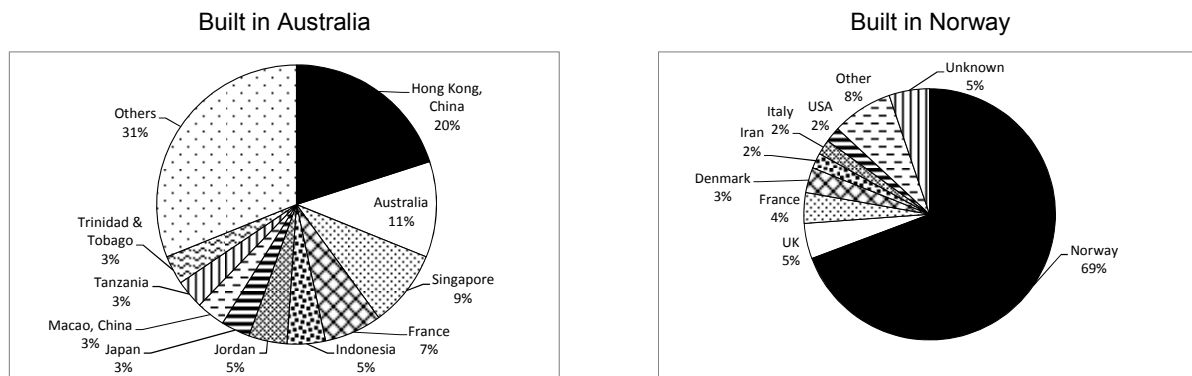 Built in Australia
Hong Kong,
China
20%
Australia
11%
Singapore
9%
France
7%
Indonesia
5%
Jordan
5%
Japan
3%
Macao, China
3%
Tanzania
3%
Trinidad &
Tobago
3%
Others
31%
Built in Norway
Norway
69%
UK
5%
France
4%
Denmark
3%
Iran
2%
Italy
2%
USA
2%
Other
8%
Unknown
5%